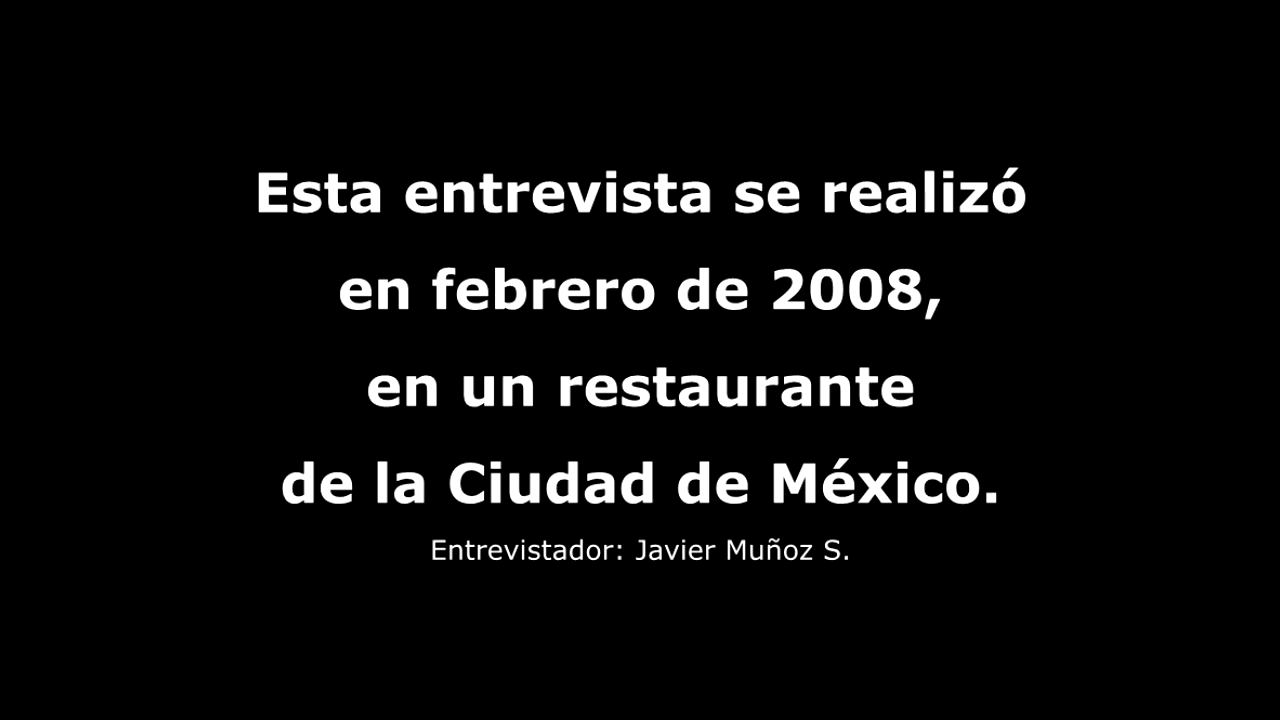 Esta entrevista se realizó
en febrero de 2008,
en un restaurante
de la Ciudad de México.
Entrevistador: Javier Muñoz S.